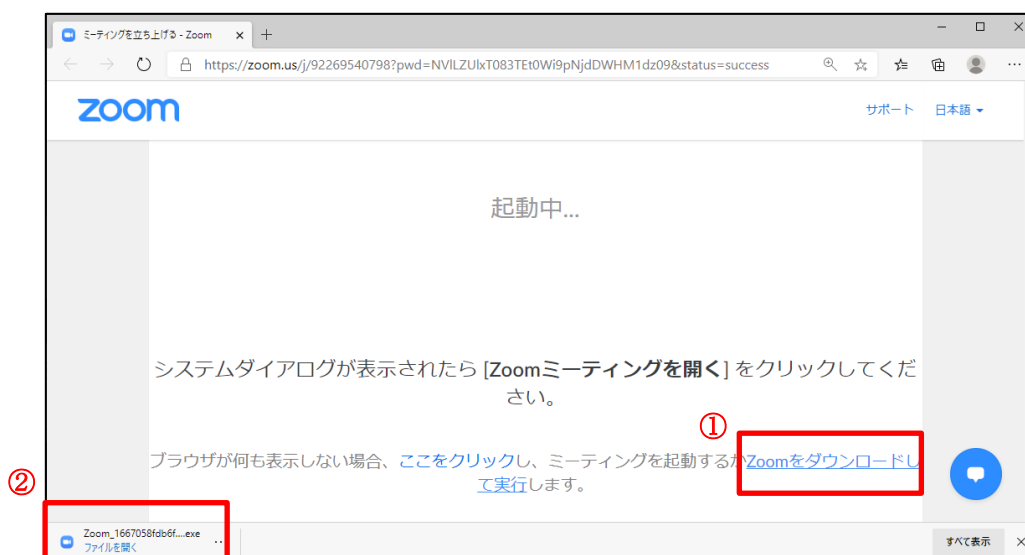 ミーティングを立ち上げる - Zoom
https://zoom.us/j/92269540798?pwd=NVlLZUlxT083TEt0Wi9pNjdDWHM1dz09&status=success
zoom
サポート 日本語
起動中...
システムダイアログが表示されたら [Zoomミーティングを開く] をクリックしてくだ
さい。
①
ブラウザが何も表示しない場合、ここをクリックし、ミーティングを起動するかZoomをダウンロードし
て実行します。
②
Zoom_1667058fdb6f....exe
ファイルを開く
すべて表示